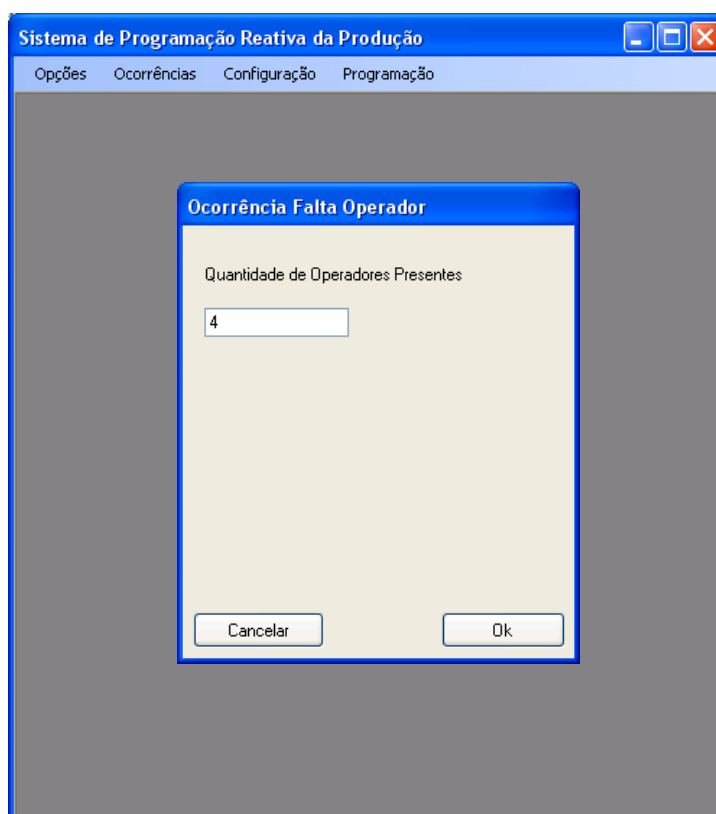 Sistema de Programação Reativa da Produção
Opções Ocorrências Configuração Programação
Ocorrência Falta Operador
Quantidade de Operadores Presentes
4
Cancelar Ok